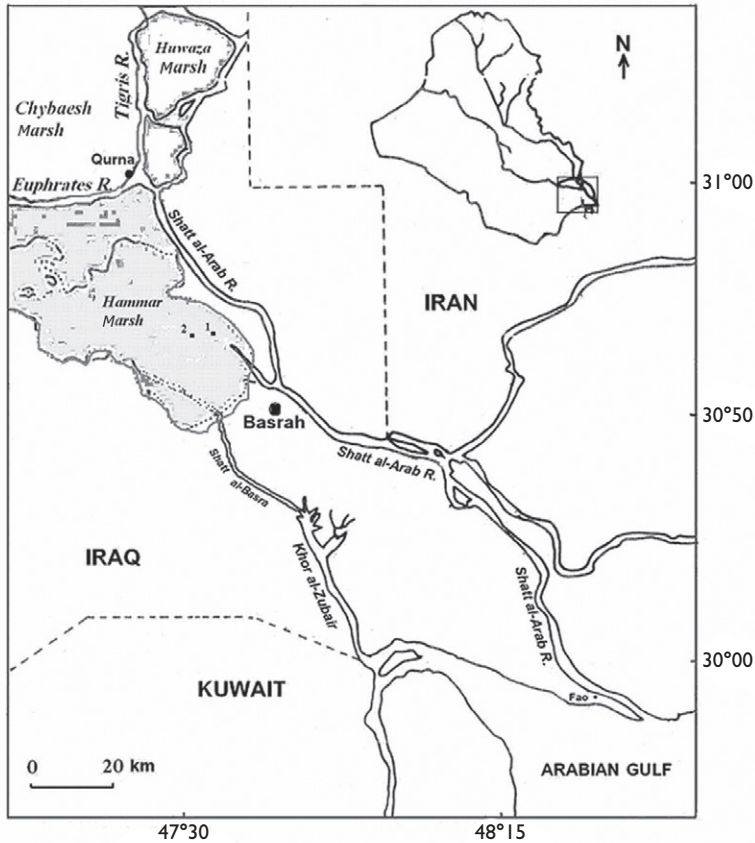 Huwaza
Marsh
N
Tigris R.
Chybaesh
Marsh
Qurna
Euphrates R.
31°00
Shatt al-Arab R.
IRAN
Hammar
Marsh
2 1
Basrah
30°50
Shatt al-Arab R.
Shatt al-Basra
IRAQ
Khor al-Zubair
Shatt al-Arab R.
30°00
KUWAIT
Fao
0 20 km
ARABIAN GULF
47°30 48°15